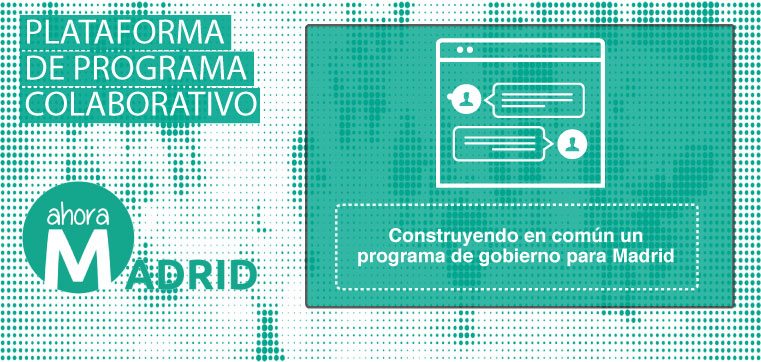 PLATAFORMA
DE PROGRAMA
COLABORATIVO
ahora
MADRID
Construyendo en común un
programa de gobierno para Madrid